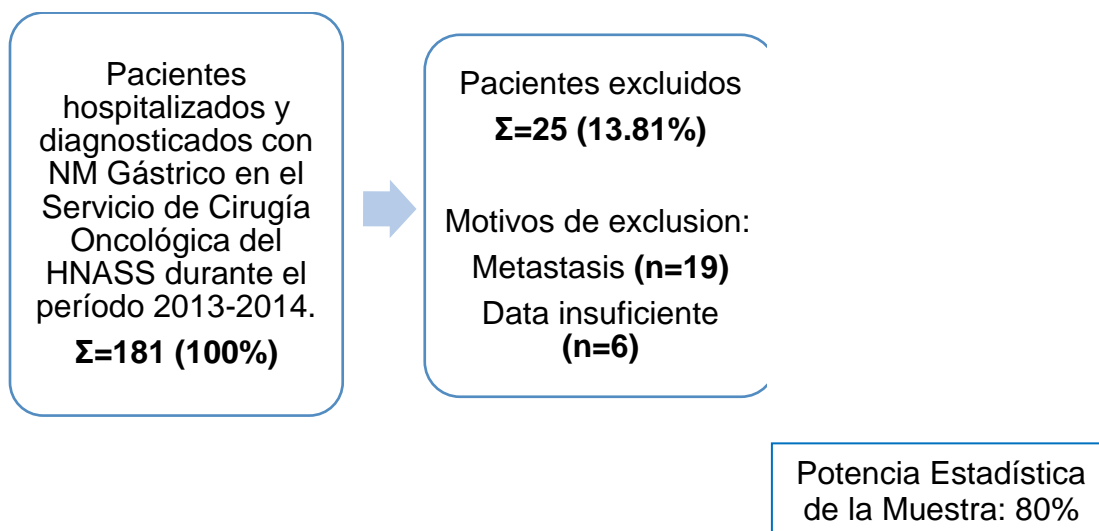 Pacientes
hospitalizados y
diagnosticados con
NM Gástrico en el
Servicio de Cirugía
Oncológica del
HNASS durante el
período 2013-2014.
Σ=181 (100%)
Pacientes excluidos
Σ=25 (13.81%)
Motivos de exclusion:
Metastasis (n=19)
Data insuficiente
(n=6)
Potencia Estadística
de la Muestra: 80%